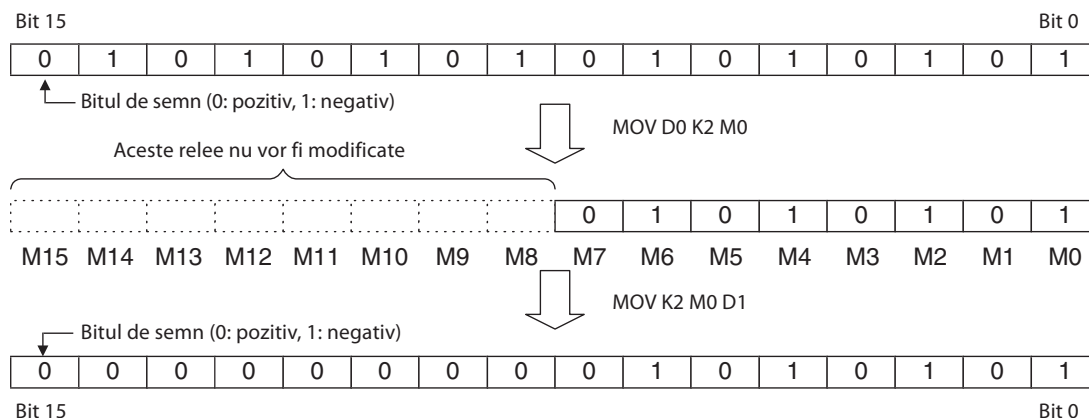 Bit 15 Bit 0
0 1 0 1 0 1 0 1 0 1 0 1 0 1 0 1
Bitul de semn (0: pozitiv, 1: negativ)
MOV D0 K2 M0
Aceste relee nu vor fi modificate
0 1 0 1 0 1 0 1
M15 M14 M13 M12 M11 M10 M9 M8 M7 M6 M5 M4 M3 M2 M1 M0
MOV K2 M0 D1
Bitul de semn (0: pozitiv, 1: negativ)
0 0 0 0 0 0 0 0 0 1 0 1 0 1 0 1
Bit 15 Bit 0